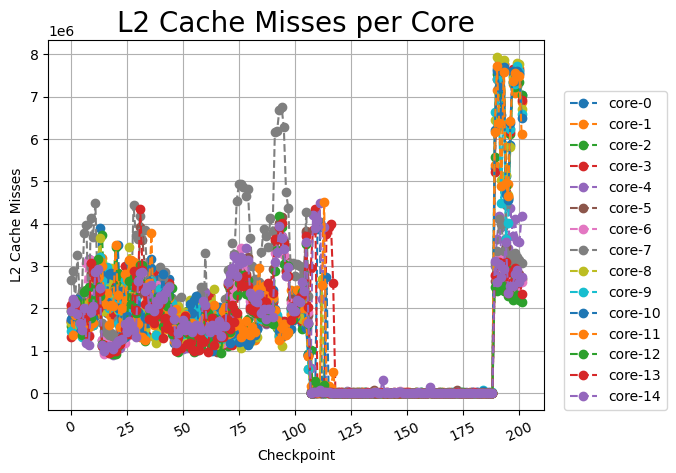 L2 Cache Misses per Core
1e6
8
7
6
5
4
3
2
1
0
L2 Cache Misses
0 25 50 75 100 125 150 175 200
Checkpoint
core-0
core-1
core-2
core-3
core-4
core-5
core-6
core-7
core-8
core-9
core-10
core-11
core-12
core-13
core-14